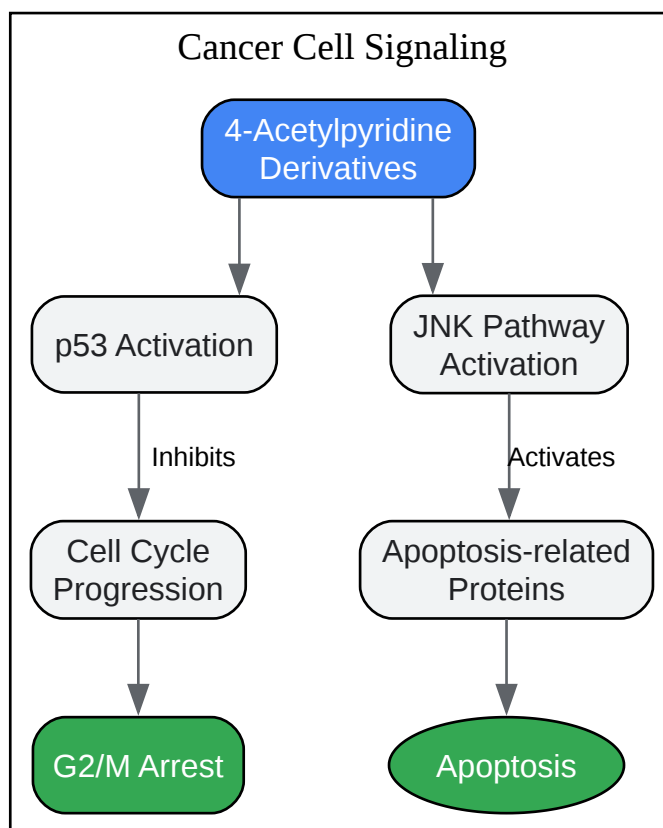 Cancer Cell Signaling
4-Acetylpyridine
Derivatives
p53 Activation
JNK Pathway
Activation
Inhibits
Activates
Cell Cycle
Progression
Apoptosis-related
Proteins
G2/M Arrest
Apoptosis